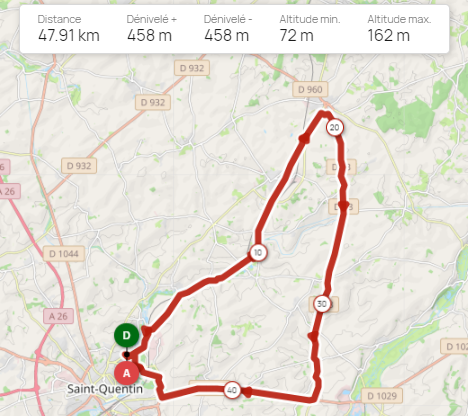 Distance
47.91 km
Dénivelé +
458 m
Dénivelé -
458 m
Altitude min.
72 m
Altitude max.
162 m
D 932
D 960
D 932
20
D 932
A 26
10
D 1044
A 26
30
D
A
Saint-Quentin
40
D 1029